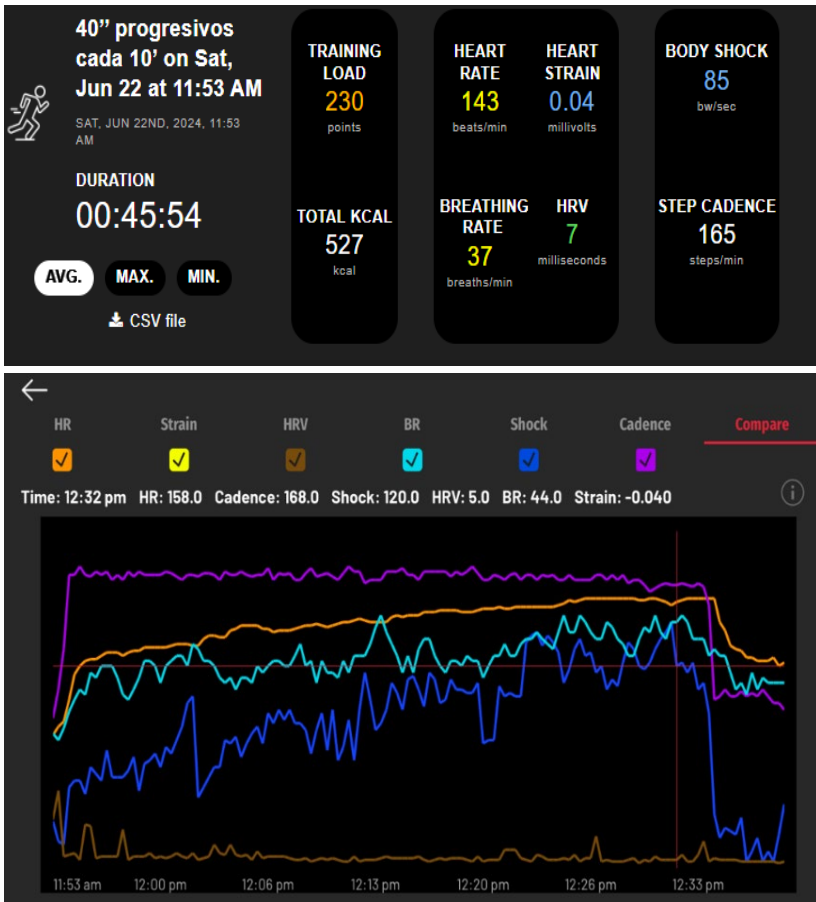 40” progresivos
cada 10’ on Sat,
Jun 22 at 11:53 AM
SAT, JUN 22ND, 2024, 11:53
AM
DURATION
00:45:54
AVG. MAX. MIN.
CSV file
TRAINING
LOAD
230
points
TOTAL KCAL
527
kcal
HEART
RATE
143
beats/min
HEART
STRAIN
0.04
millivolts
BREATHING
RATE
37
breaths/min
HRV
7
milliseconds
BODY SHOCK
85
bw/sec
STEP CADENCE
165
steps/min
HR Strain HRV BR Shock Cadence Compare
Time: 12:32 pm HR: 158.0 Cadence: 168.0 Shock: 120.0 HRV: 5.0 BR: 44.0 Strain: -0.040
11:53 am 12:00 pm 12:06 pm 12:13 pm 12:20 pm 12:26 pm 12:33 pm